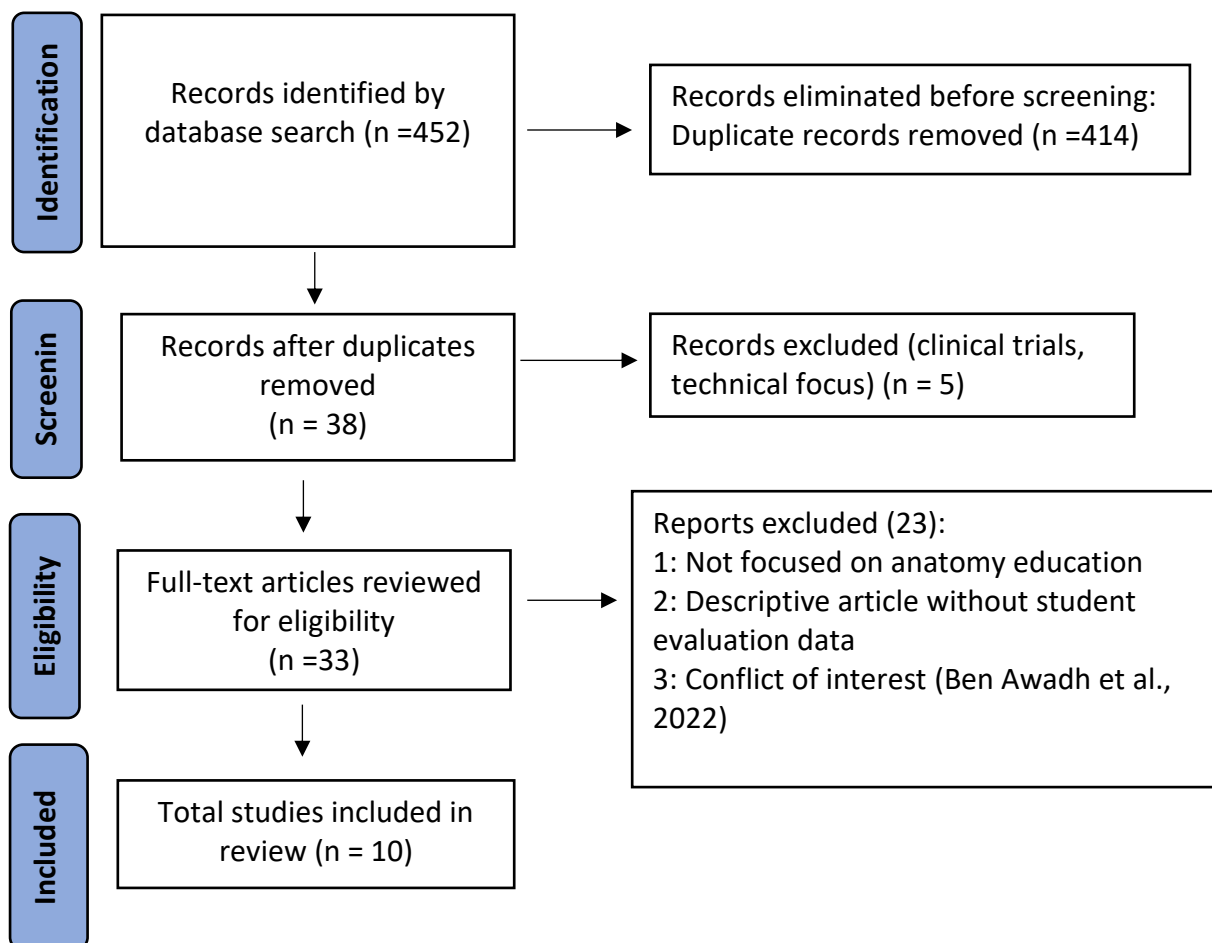 Identification
Records identified by
database search (n =452)
Records eliminated before screening:
Duplicate records removed (n =414)
Screenin
Records after duplicates
removed
(n = 38)
Records excluded (clinical trials,
technical focus) (n = 5)
Eligibility
Full-text articles reviewed
for eligibility
(n =33)
Reports excluded (23):
1: Not focused on anatomy education
2: Descriptive article without student
evaluation data
3: Conflict of interest (Ben Awadh et al.,
2022)
Included
Total studies included in
review (n = 10)